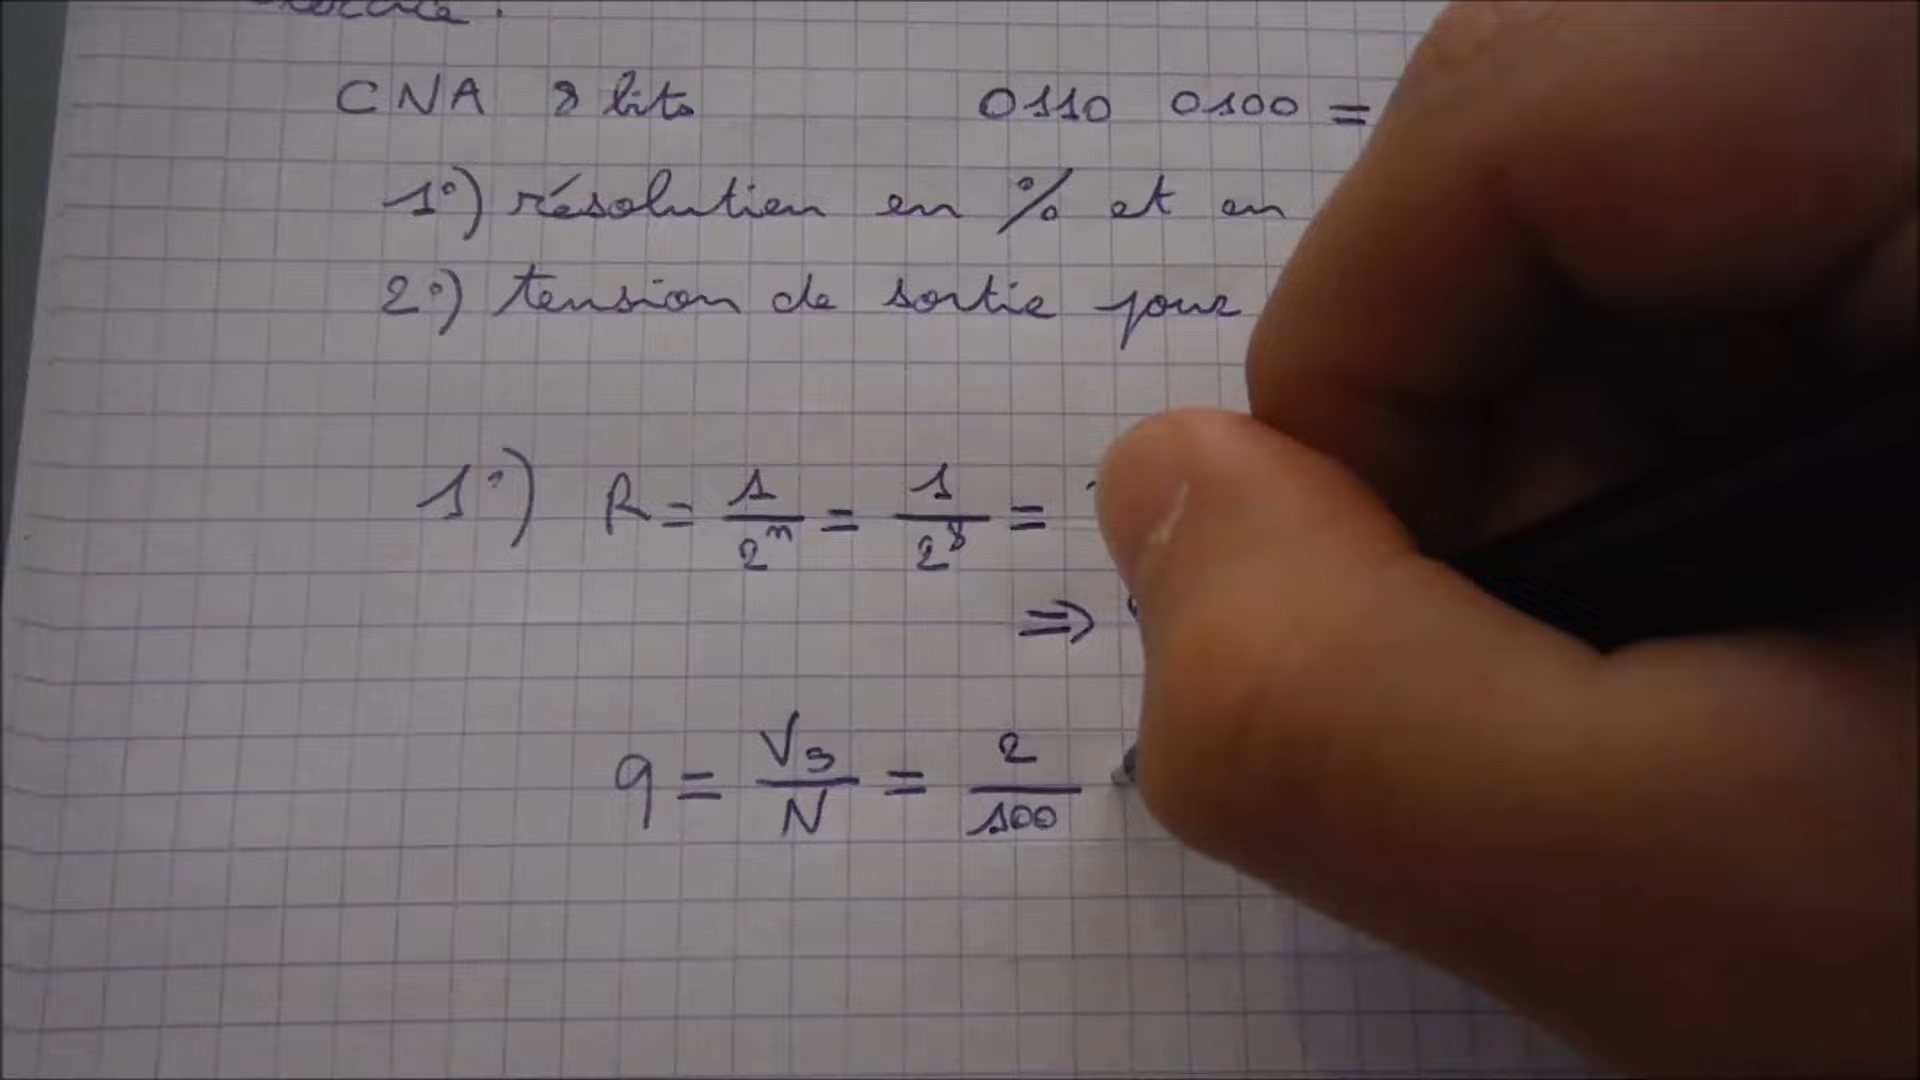 CNA 8 bits 0110 0100 =
1°) résolution en % et en
2°) tension de sortie pour
1°) R = 1/2^n = 1/2^8 =
⇒
q = Vs/N = 2/100